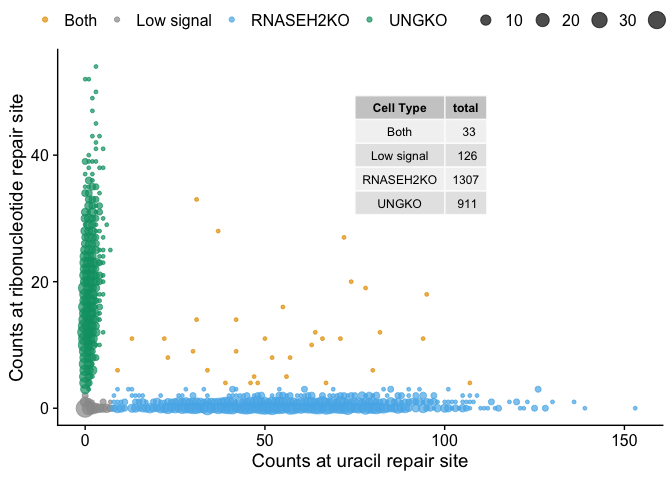 Both Low signal RNASEH2KO UNGKO 10 20 30
Counts at ribonucleotide repair site
40
20
0
Cell Type total
Both 33
Low signal 126
RNASEH2KO 1307
UNGKO 911
0 50 100 150
Counts at uracil repair site